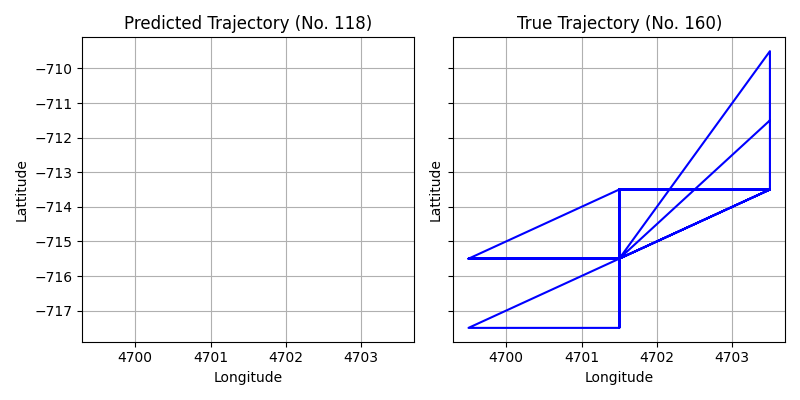 Predicted Trajectory (No. 118)
True Trajectory (No. 160)
−710
−711
−712
−713
−714
−715
−716
−717
Lattitude
Lattitude
4700 4701 4702 4703
4700 4701 4702 4703
Longitude
Longitude